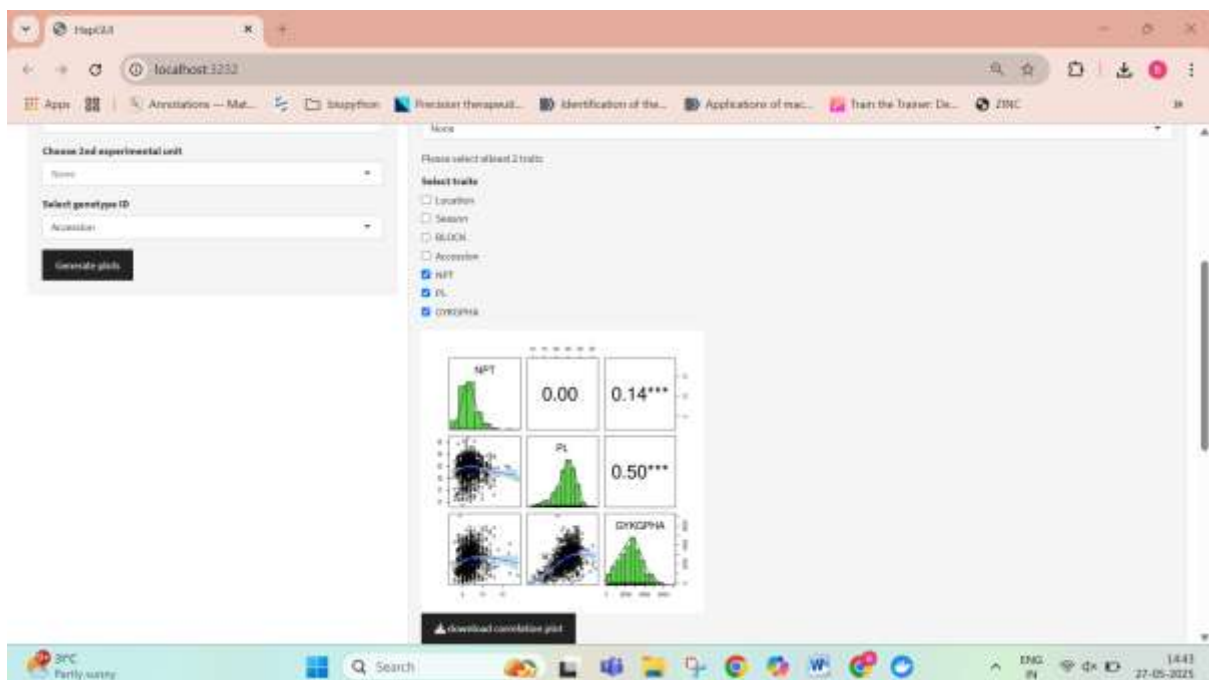 HapGUI
localhost:3232
Apps
Annotations — Mat...
biopython
Precision therapeuti...
Identification of the...
Applications of mac...
Train the Trainer: De...
ZINC
Choose 2nd experimental unit
None
Select genotype ID
Accession
Generate plots
None
Please select atleast 2 traits
Select traits
Location
Season
BLOCK
Accession
NPT
PL
GYKGPHA
NPT
0.00
0.14***
PL
0.50***
GYKGPHA
download correlation plot
31°C
Partly sunny
Search
ENG
IN
14:43
27-05-2025